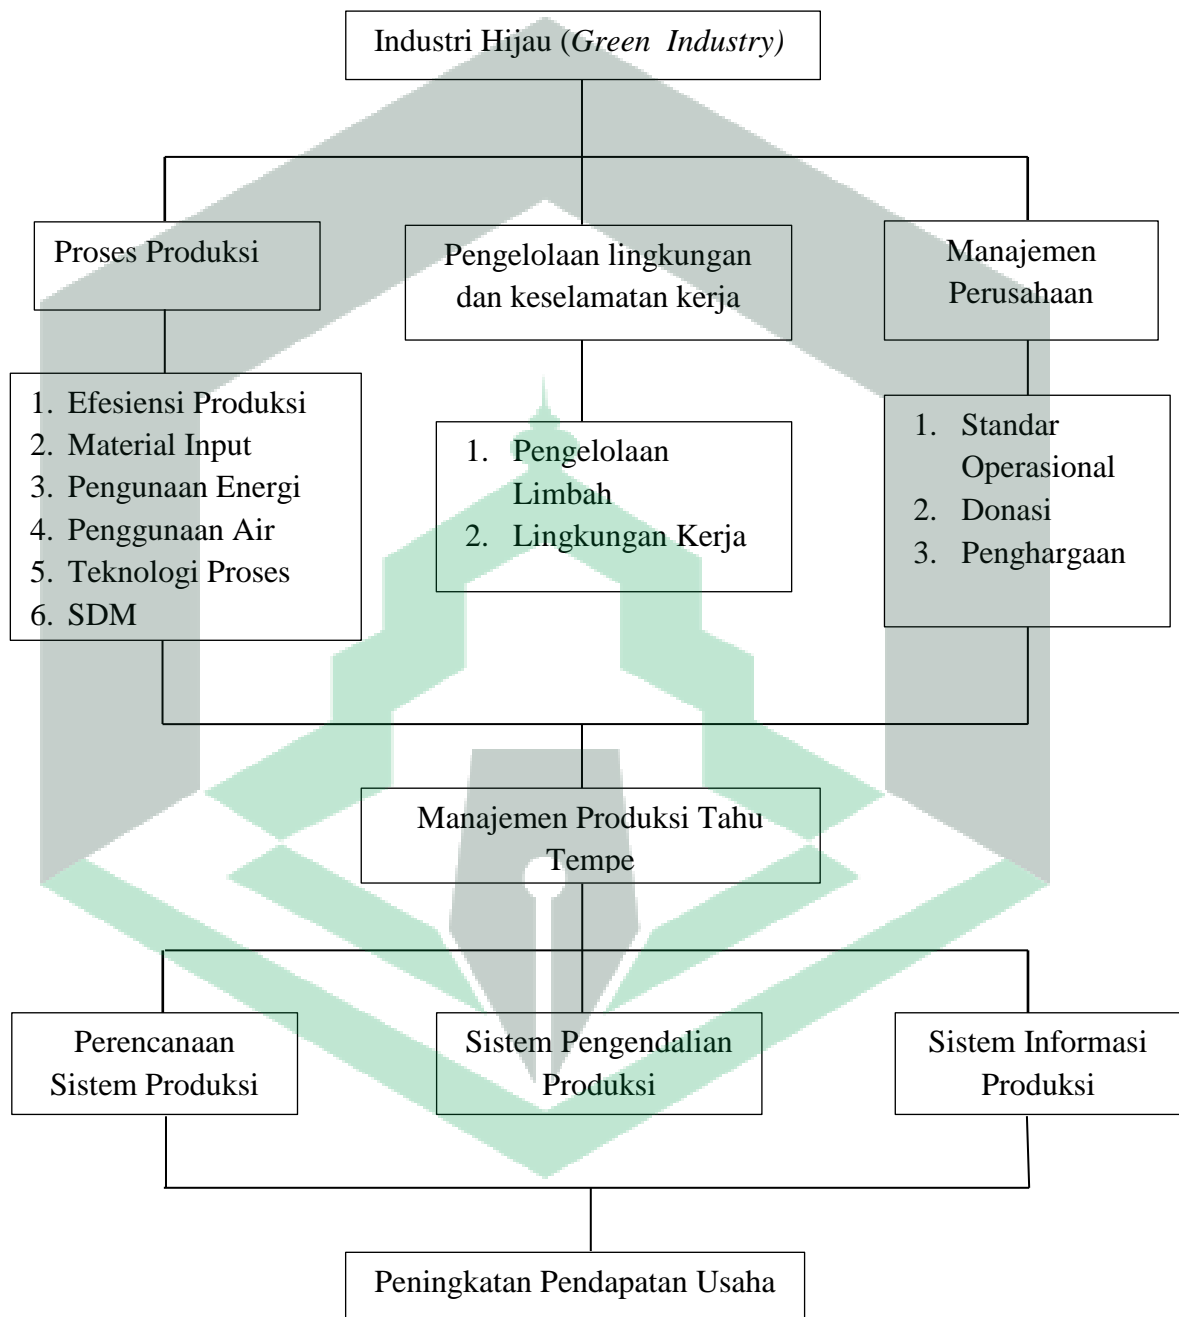 Industri Hijau (Green Industry)
Proses Produksi
Pengelolaan lingkungan
dan keselamatan kerja
Manajemen
Perusahaan
1. Efesiensi Produksi
2. Material Input
3. Pengunaan Energi
4. Penggunaan Air
5. Teknologi Proses
6. SDM
1. Pengelolaan
Limbah
2. Lingkungan Kerja
1. Standar
Operasional
2. Donasi
3. Penghargaan
Manajemen Produksi Tahu
Tempe
Perencanaan
Sistem Produksi
Sistem Pengendalian
Produksi
Sistem Informasi
Produksi
Peningkatan Pendapatan Usaha